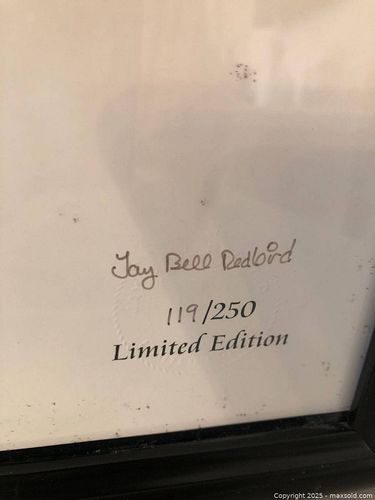 Jay Bell Redbird
119/250
Limited Edition
Copyright 2025 - maxsold.com